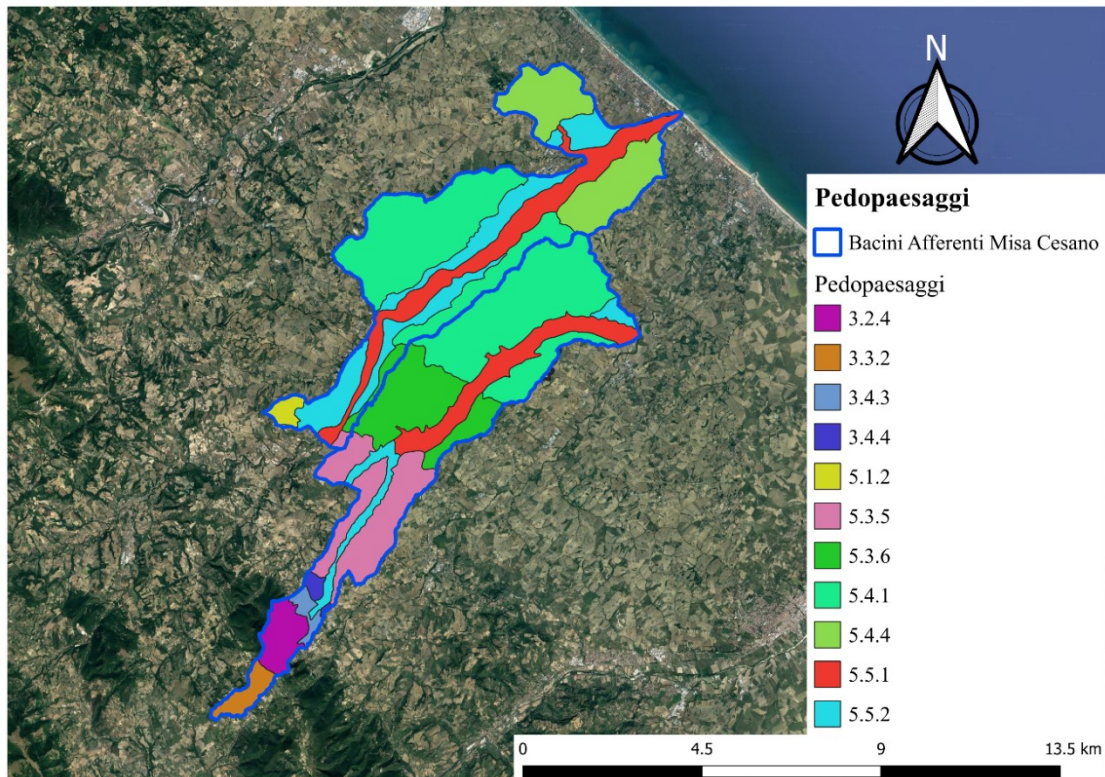 N
Pedopaesaggi
Bacini Afferenti Misa Cesano
Pedopaesaggi
3.2.4
3.3.2
3.4.3
3.4.4
5.1.2
5.3.5
5.3.6
5.4.1
5.4.4
5.5.1
5.5.2
0 4.5 9 13.5 km